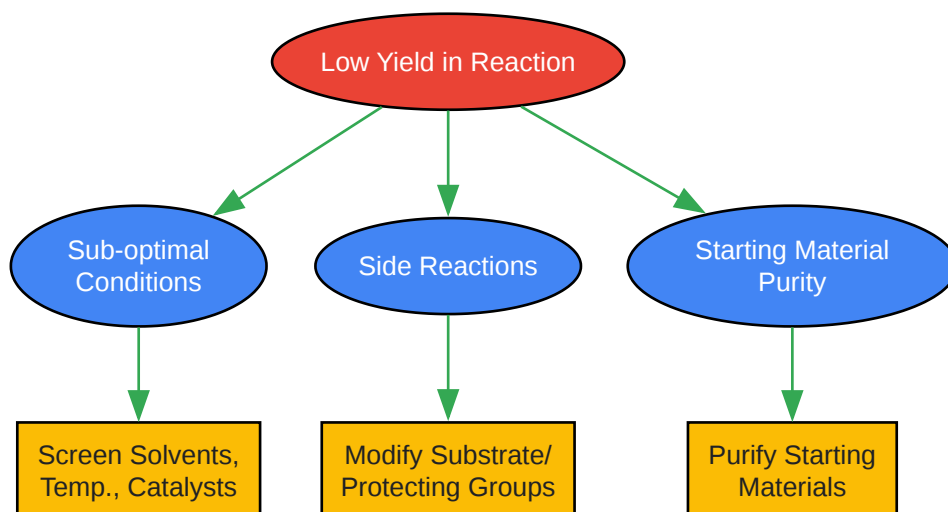 Low Yield in Reaction
Sub-optimal
Conditions
Side Reactions
Starting Material
Purity
Screen Solvents,
Temp., Catalysts
Modify Substrate/
Protecting Groups
Purify Starting
Materials